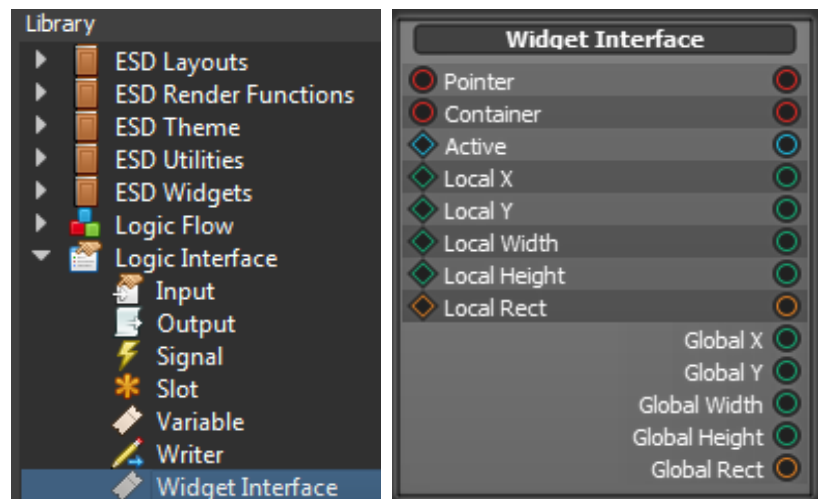 Library
ESD Layouts
ESD Render Functions
ESD Theme
ESD Utilities
ESD Widgets
Logic Flow
Logic Interface
Input
Output
Signal
Slot
Variable
Writer
Widget Interface
Widget Interface
Pointer
Container
Active
Local X
Local Y
Local Width
Local Height
Local Rect
Global X
Global Y
Global Width
Global Height
Global Rect